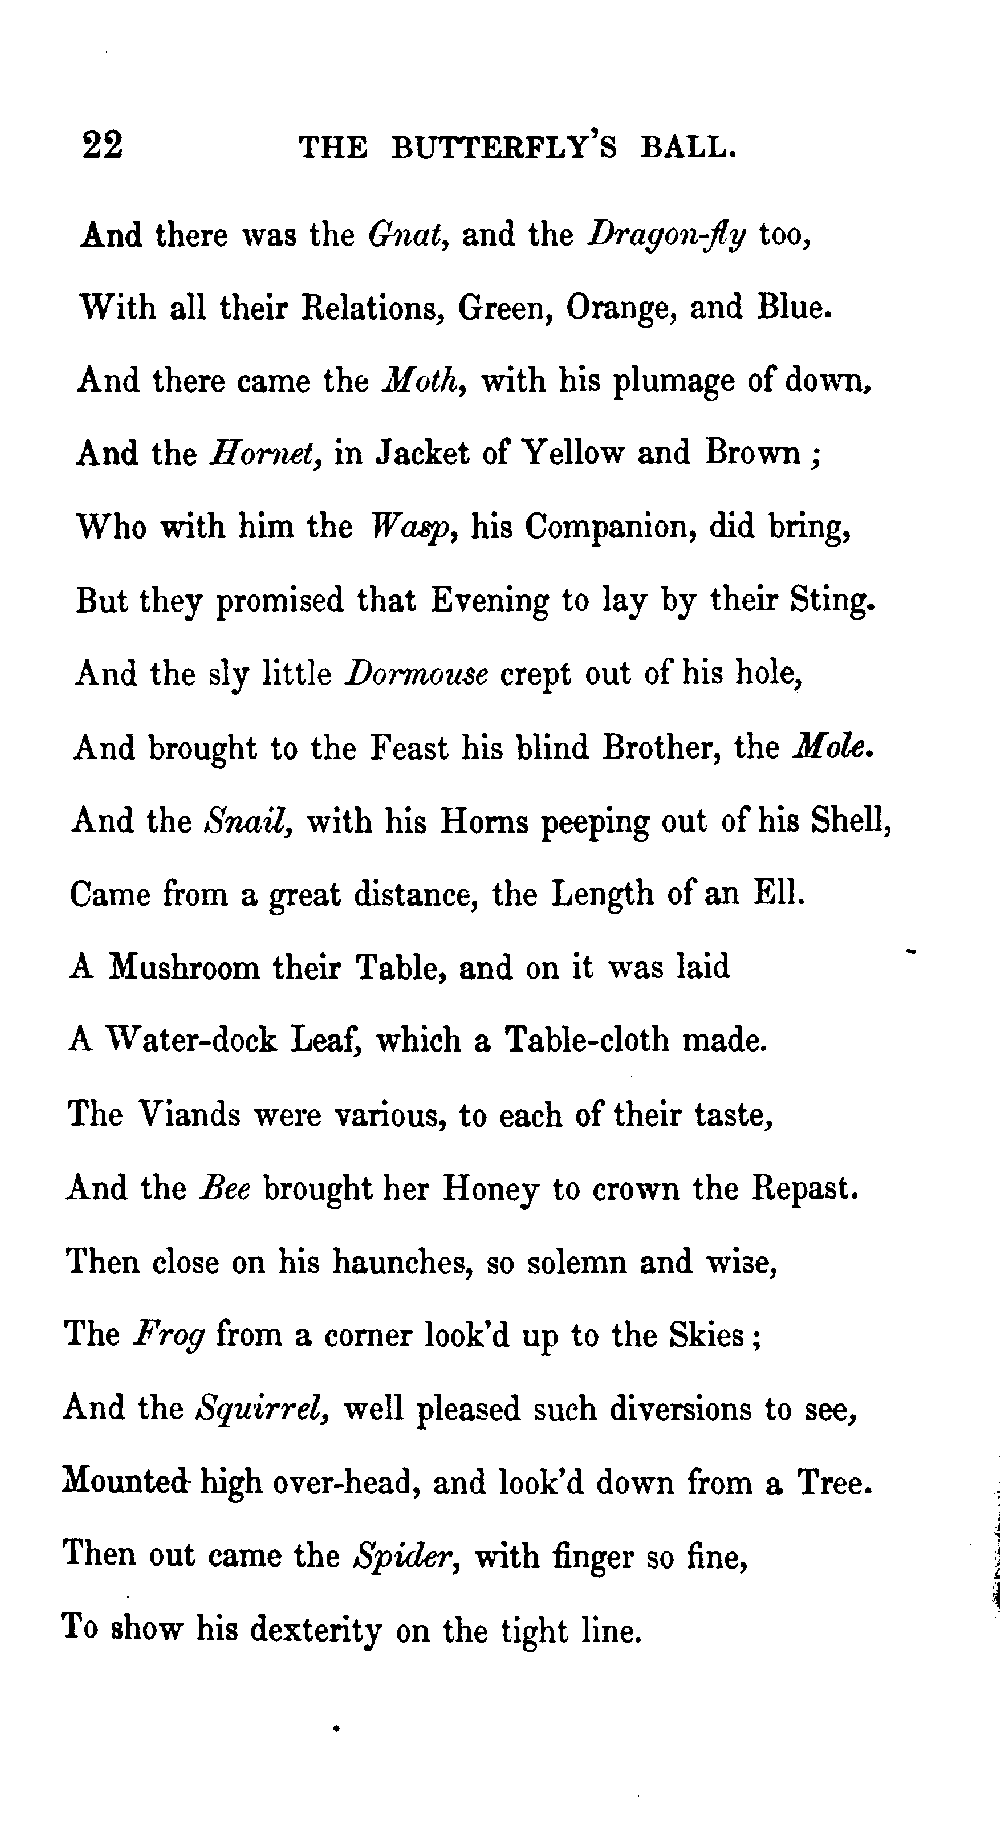 22 THE BUTTERFLY'S BALL.
And there was the Gnat, and the Dragon-fly too,
With all their Relations, Green, Orange, and Blue.
And there came the Moth, with his plumage of down,
And the Hornet, in Jacket of Yellow and Brown ;
Who with him the Wasp, his Companion, did bring,
But they promised that Evening to lay by their Sting.
And the sly little Dormouse crept out of his hole,
And brought to the Feast his blind Brother, the Mole.
And the Snail, with his Horns peeping out of his Shell,
Came from a great distance, the Length of an Ell.
A Mushroom their Table, and on it was laid
A Water-dock Leaf, which a Table-cloth made.
The Viands were various, to each of their taste,
And the Bee brought her Honey to crown the Repast.
Then close on his haunches, so solemn and wise,
The Frog from a corner look'd up to the Skies ;
And the Squirrel, well pleased such diversions to see,
Mounted high over-head, and look'd down from a Tree.
Then out came the Spider, with finger so fine,
To show his dexterity on the tight line.